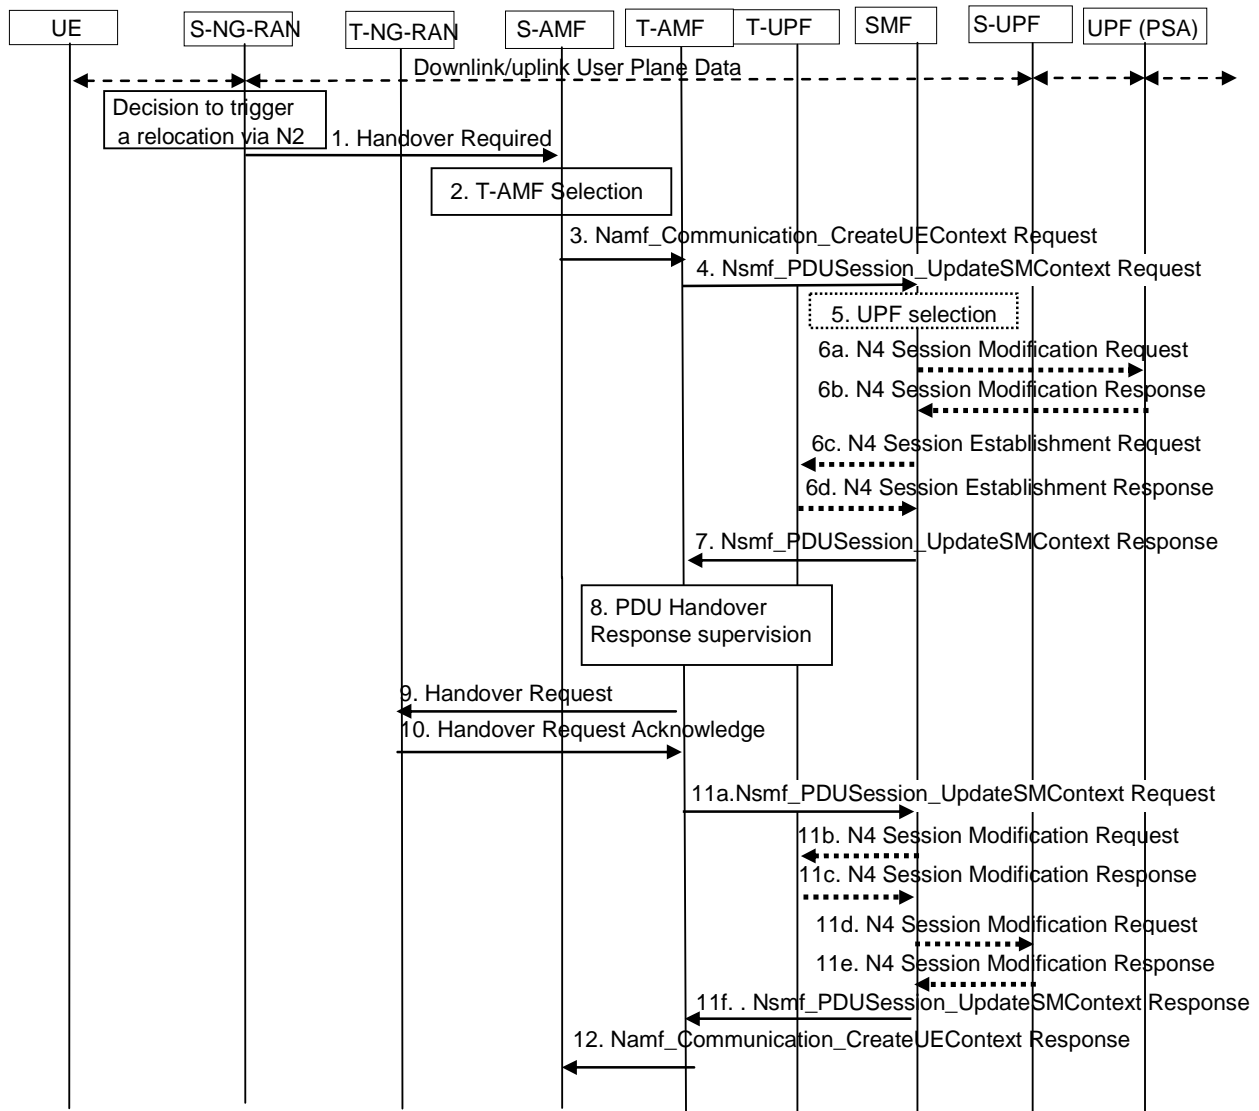 UE
S-NG-RAN
T-NG-RAN
S-AMF
T-AMF
T-UPF
SMF
S-UPF
UPF (PSA)
Downlink/uplink User Plane Data
Decision to trigger
a relocation via N2
1. Handover Required
2. T-AMF Selection
3. Namf_Communication_CreateUEContext Request
4. Nsmf_PDUSession_UpdateSMContext Request
5. UPF selection
6a. N4 Session Modification Request
6b. N4 Session Modification Response
6c. N4 Session Establishment Request
6d. N4 Session Establishment Response
7. Nsmf_PDUSession_UpdateSMContext Response
8. PDU Handover
Response supervision
9. Handover Request
10. Handover Request Acknowledge
11a.Nsmf_PDUSession_UpdateSMContext Request
11b. N4 Session Modification Request
11c. N4 Session Modification Response
11d. N4 Session Modification Request
11e. N4 Session Modification Response
11f. . Nsmf_PDUSession_UpdateSMContext Response
12. Namf_Communication_CreateUEContext Response